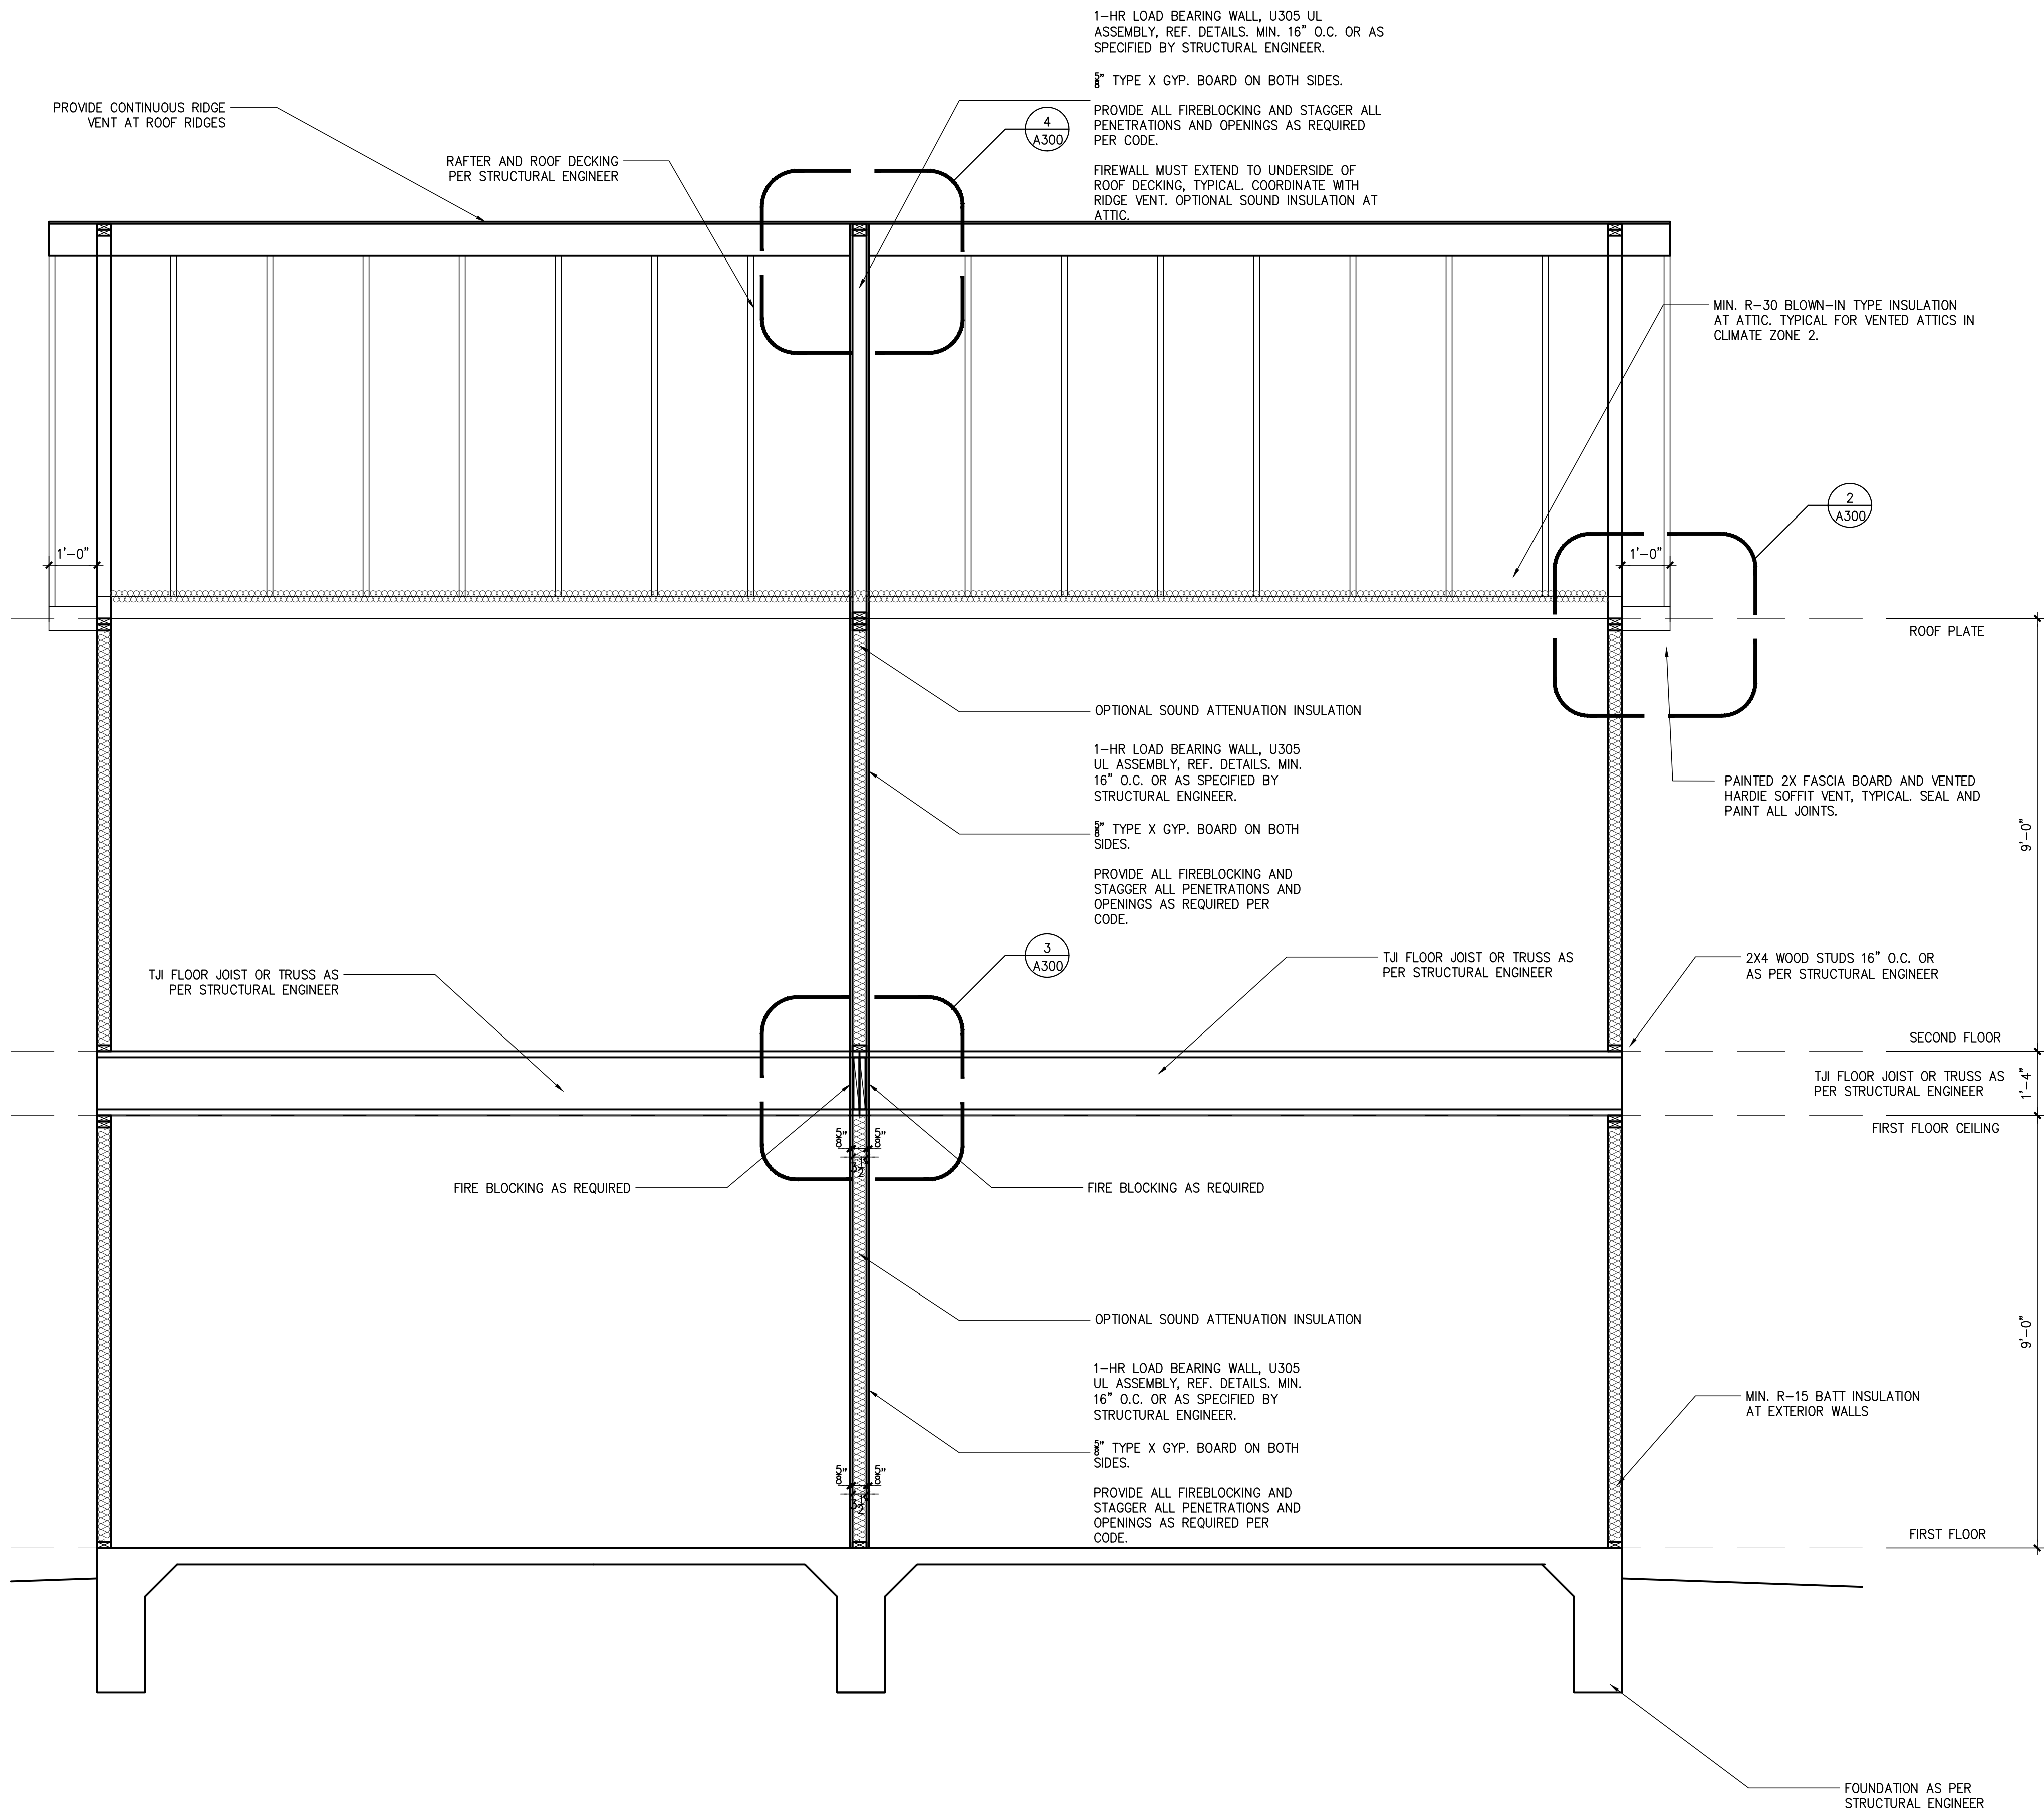 1-HR LOAD BEARING WALL, U305 UL
ASSEMBLY, REF. DETAILS. MIN. 16" O.C. OR AS
SPECIFIED BY STRUCTURAL ENGINEER.
5/8" TYPE X GYP. BOARD ON BOTH SIDES.
PROVIDE ALL FIREBLOCKING AND STAGGER ALL
PENETRATIONS AND OPENINGS AS REQUIRED
PER CODE.
FIREWALL MUST EXTEND TO UNDERSIDE OF
ROOF DECKING, TYPICAL. COORDINATE WITH
RIDGE VENT. OPTIONAL SOUND INSULATION AT
ATTIC.
PROVIDE CONTINUOUS RIDGE
VENT AT ROOF RIDGES
4
A300
RAFTER AND ROOF DECKING
PER STRUCTURAL ENGINEER
MIN. R-30 BLOWN-IN TYPE INSULATION
AT ATTIC. TYPICAL FOR VENTED ATTICS IN
CLIMATE ZONE 2.
2
A300
1'-0"
1'-0"
ROOF PLATE
OPTIONAL SOUND ATTENUATION INSULATION
1-HR LOAD BEARING WALL, U305
UL ASSEMBLY, REF. DETAILS. MIN.
16" O.C. OR AS SPECIFIED BY
STRUCTURAL ENGINEER.
5/8" TYPE X GYP. BOARD ON BOTH
SIDES.
PROVIDE ALL FIREBLOCKING AND
STAGGER ALL PENETRATIONS AND
OPENINGS AS REQUIRED PER
CODE.
PAINTED 2X FASCIA BOARD AND VENTED
HARDIE SOFFIT VENT, TYPICAL. SEAL AND
PAINT ALL JOINTS.
9'-0"
3
A300
TJI FLOOR JOIST OR TRUSS AS
PER STRUCTURAL ENGINEER
TJI FLOOR JOIST OR TRUSS AS
PER STRUCTURAL ENGINEER
2X4 WOOD STUDS 16" O.C. OR
AS PER STRUCTURAL ENGINEER
SECOND FLOOR
TJI FLOOR JOIST OR TRUSS AS
PER STRUCTURAL ENGINEER
1'-4"
FIRST FLOOR CEILING
5/8"
5/8"
3 1/2
FIRE BLOCKING AS REQUIRED
FIRE BLOCKING AS REQUIRED
OPTIONAL SOUND ATTENUATION INSULATION
9'-0"
1-HR LOAD BEARING WALL, U305
UL ASSEMBLY, REF. DETAILS. MIN.
16" O.C. OR AS SPECIFIED BY
STRUCTURAL ENGINEER.
5/8" TYPE X GYP. BOARD ON BOTH
SIDES.
PROVIDE ALL FIREBLOCKING AND
STAGGER ALL PENETRATIONS AND
OPENINGS AS REQUIRED PER
CODE.
MIN. R-15 BATT INSULATION
AT EXTERIOR WALLS
5/8"
5/8"
3 1/2
FIRST FLOOR
FOUNDATION AS PER
STRUCTURAL ENGINEER